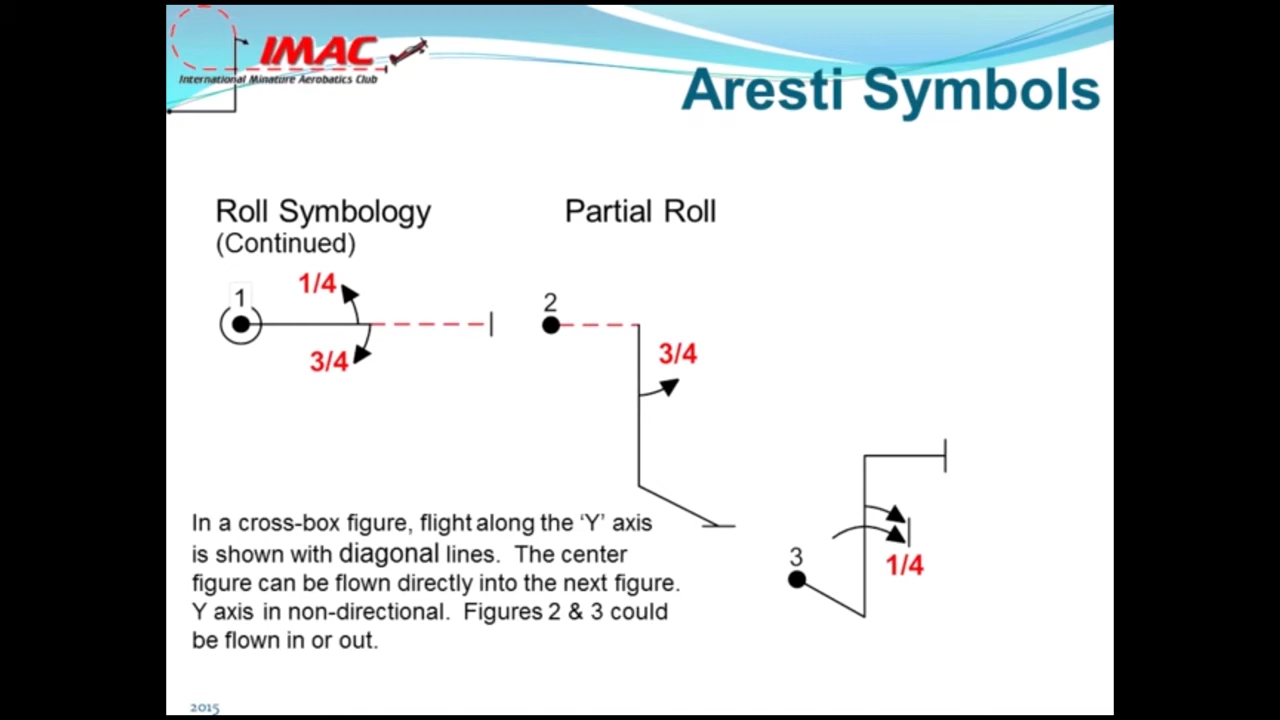 IMAC
International Minature Aerobatics Club
Aresti Symbols
Roll Symbology
(Continued)
Partial Roll
1
1/4
3/4
2
3/4
3
1/4
In a cross-box figure, flight along the ‘Y’ axis
is shown with diagonal lines. The center
figure can be flown directly into the next figure.
Y axis in non-directional. Figures 2 & 3 could
be flown in or out.
2015